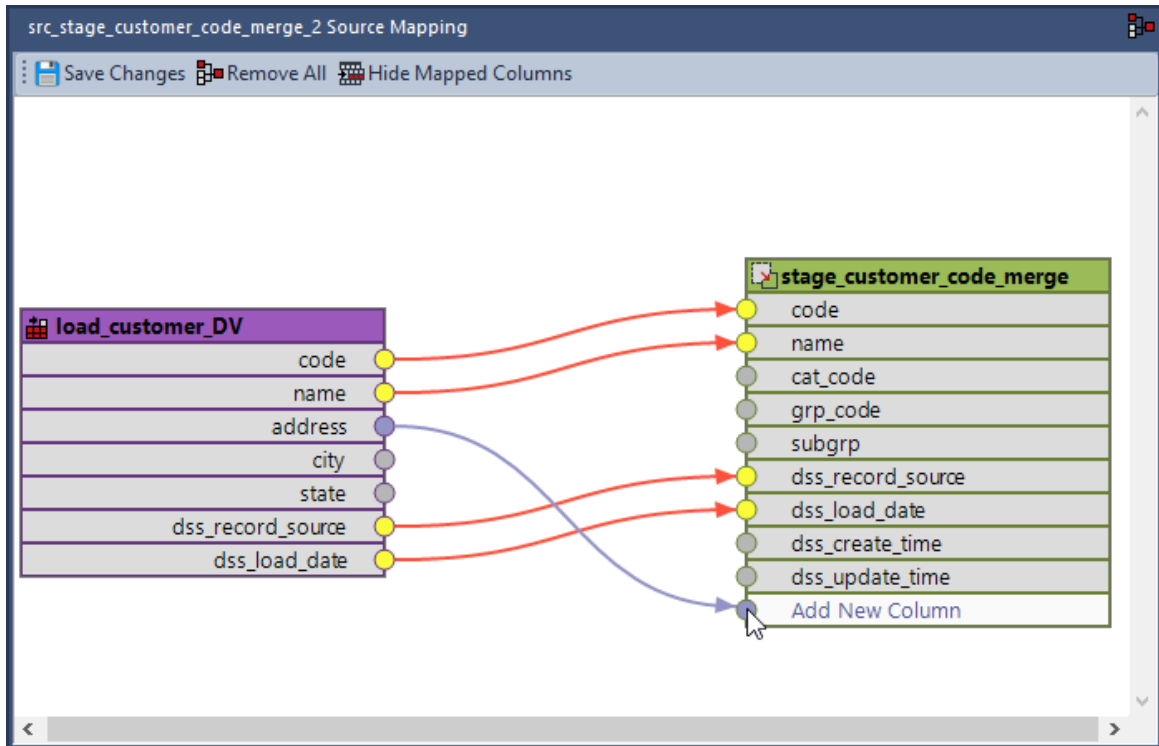 src_stage_customer_code_merge_2 Source Mapping
Save Changes Remove All Hide Mapped Columns
load_customer_DV
code
name
address
city
state
dss_record_source
dss_load_date
stage_customer_code_merge
code
name
cat_code
grp_code
subgrp
dss_record_source
dss_load_date
dss_create_time
dss_update_time
Add New Column